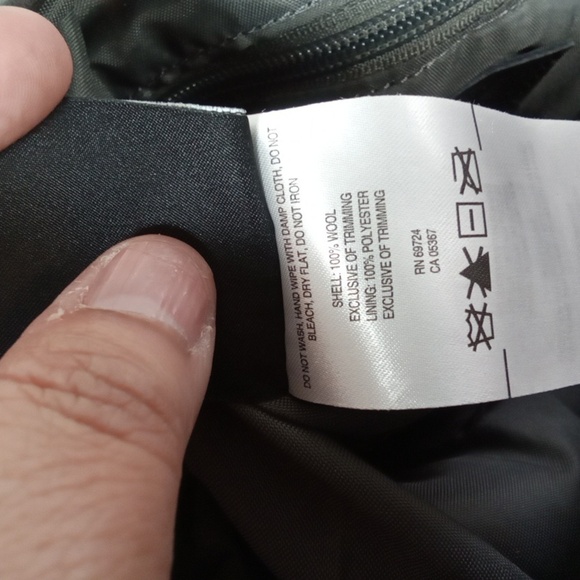 DO NOT WASH, HAND WIPE WITH DAMP CLOTH, DO NOT
BLEACH, DRY FLAT, DO NOT IRON
SHELL: 100% WOOL
EXCLUSIVE OF TRIMMING
LINING: 100% POLYESTER
EXCLUSIVE OF TRIMMING
RN 69724
CA 05367